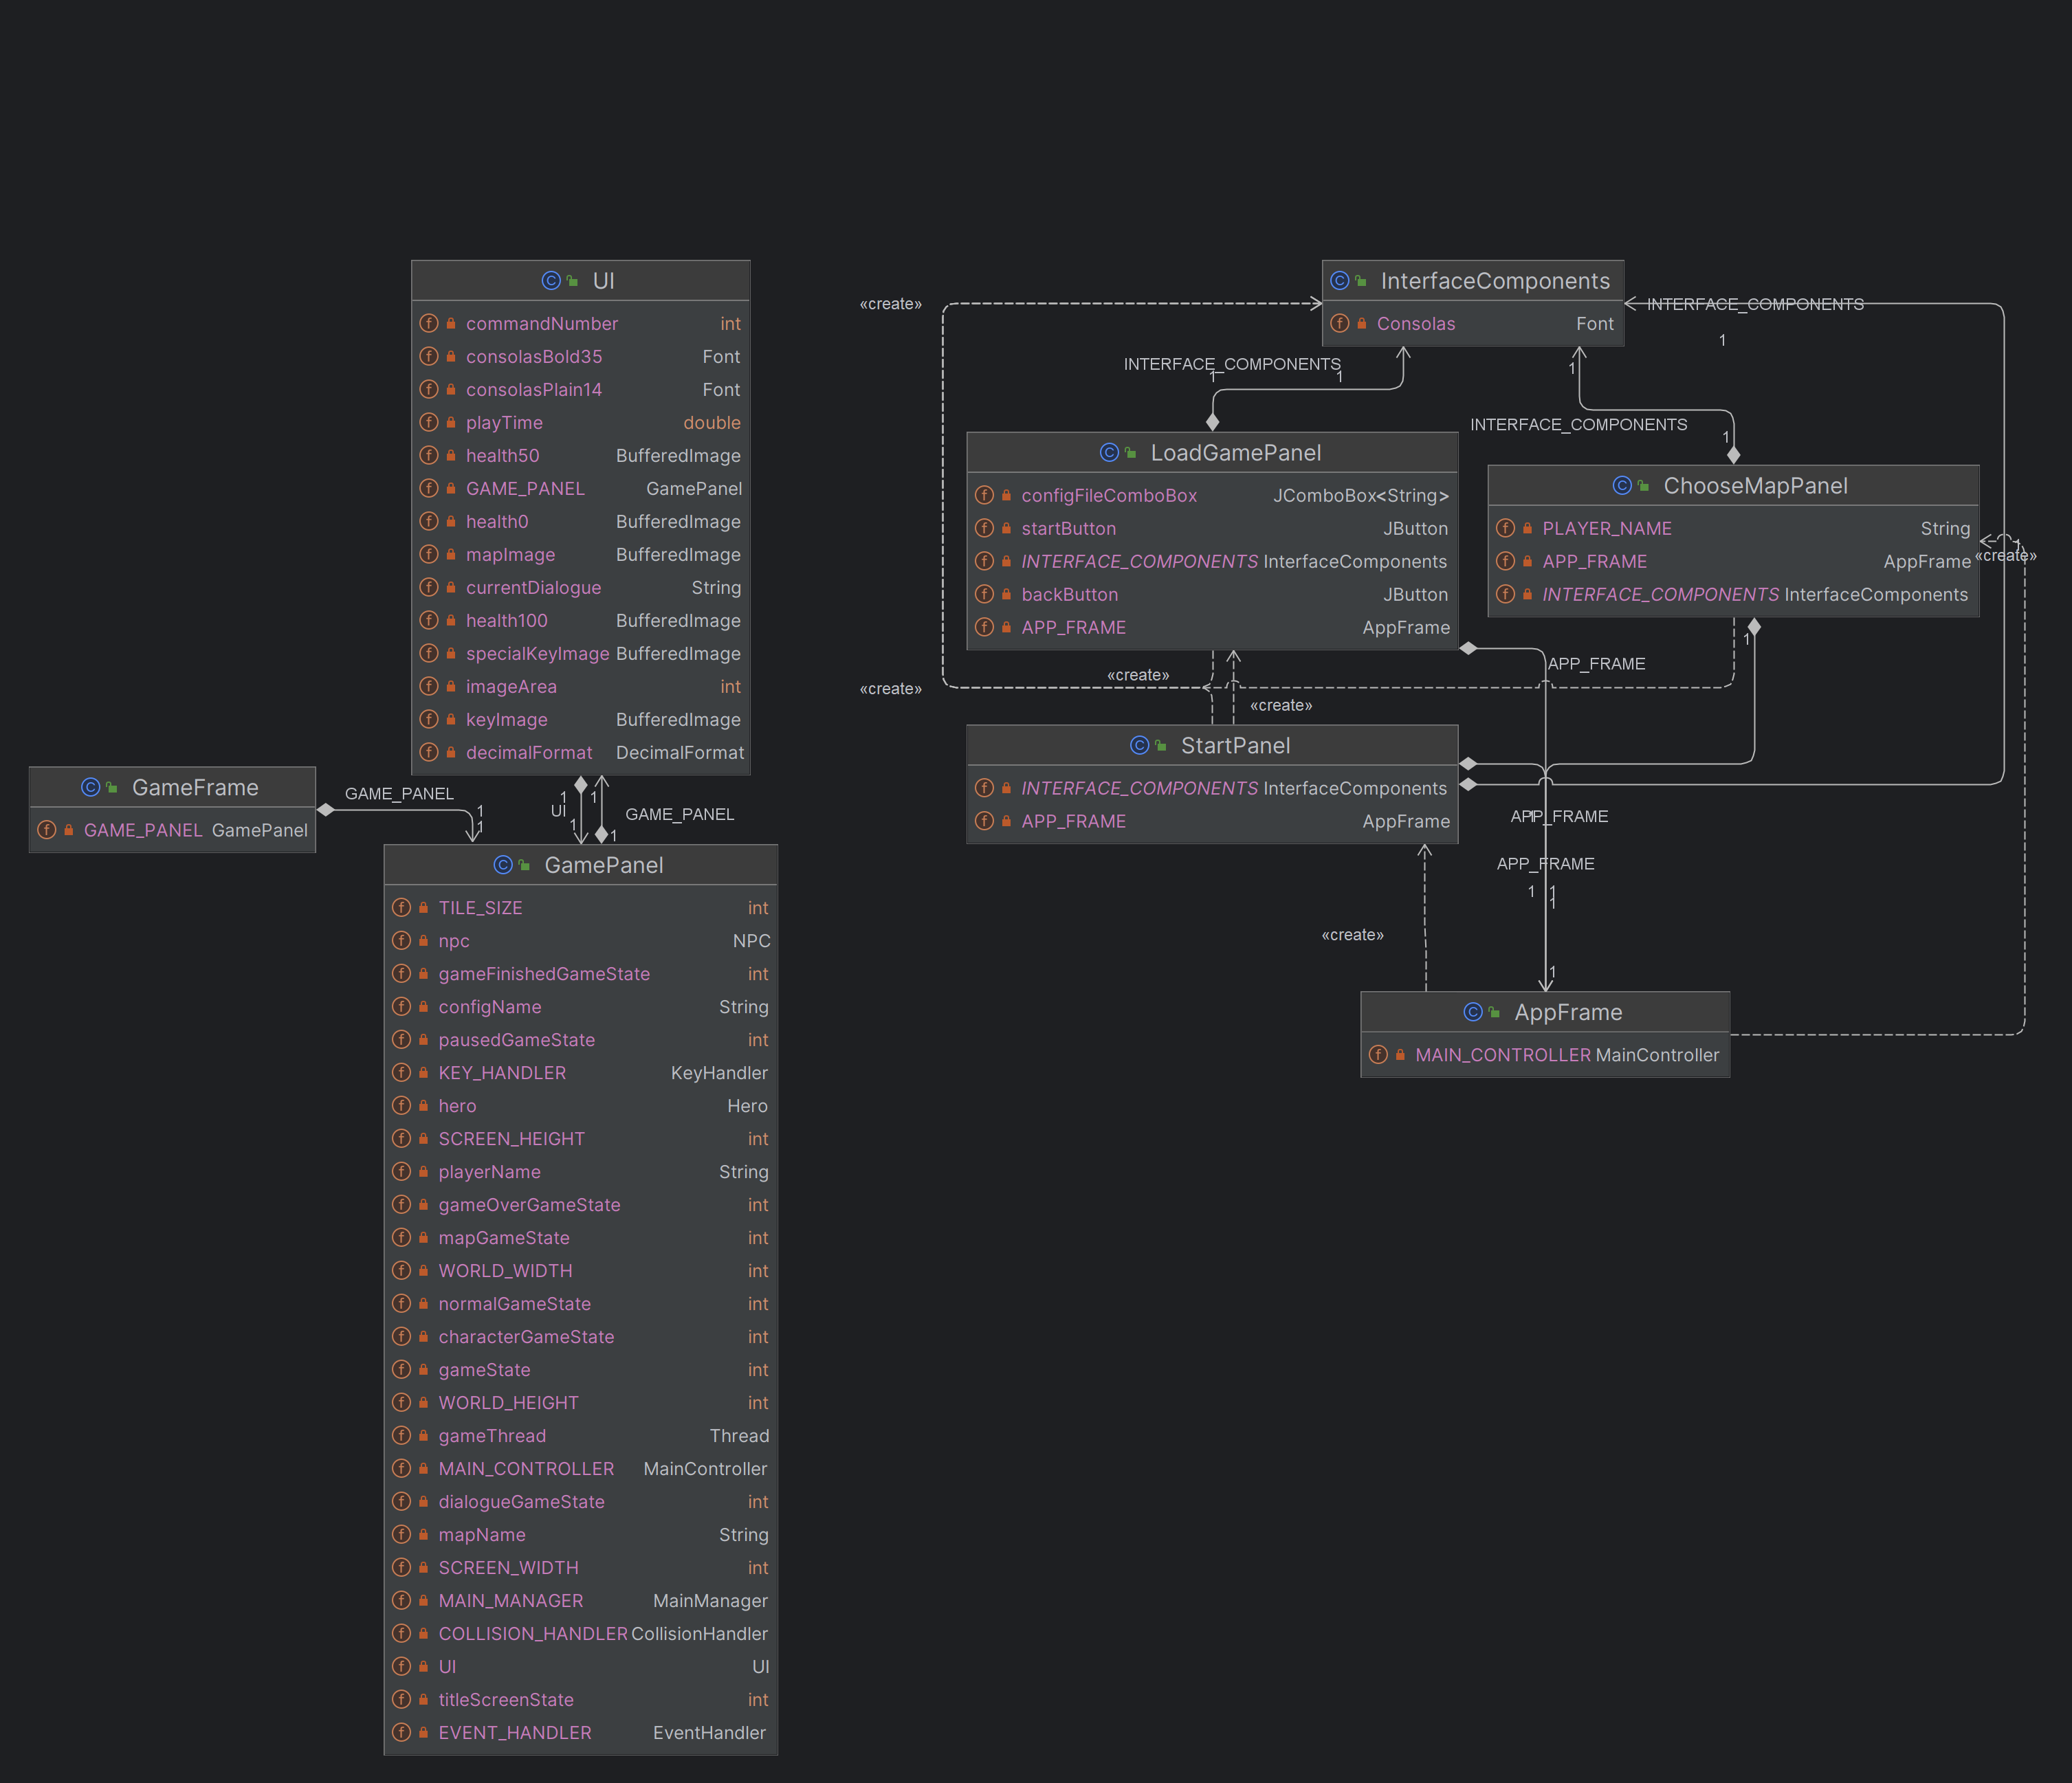 UI
commandNumber int
consolasBold35 Font
consolasPlain14 Font
playTime double
health50 BufferedImage
GAME_PANEL GamePanel
health0 BufferedImage
mapImage BufferedImage
currentDialogue String
health100 BufferedImage
specialKeyImage BufferedImage
imageArea int
keyImage BufferedImage
decimalFormat DecimalFormat
GameFrame
GAME_PANEL GamePanel
GAME_PANEL
1
1
1
UI
1
1
1
GAME_PANEL
GamePanel
TILE_SIZE int
npc NPC
gameFinishedGameState int
configName String
pausedGameState int
KEY_HANDLER KeyHandler
hero Hero
SCREEN_HEIGHT int
playerName String
gameOverGameState int
mapGameState int
WORLD_WIDTH int
normalGameState int
characterGameState int
gameState int
WORLD_HEIGHT int
gameThread Thread
MAIN_CONTROLLER MainController
dialogueGameState int
mapName String
SCREEN_WIDTH int
MAIN_MANAGER MainManager
COLLISION_HANDLER CollisionHandler
UI UI
titleScreenState int
EVENT_HANDLER EventHandler
«create»
InterfaceComponents
Consolas Font
INTERFACE_COMPONENTS
1
INTERFACE_COMPONENTS
1
1
1
INTERFACE_COMPONENTS
1
LoadGamePanel
configFileComboBox JComboBox<String>
startButton JButton
INTERFACE_COMPONENTS InterfaceComponents
backButton JButton
APP_FRAME AppFrame
ChooseMapPanel
PLAYER_NAME String
APP_FRAME AppFrame
INTERFACE_COMPONENTS InterfaceComponents
1
«create»
1
APP_FRAME
«create»
«create»
«create»
StartPanel
INTERFACE_COMPONENTS InterfaceComponents
APP_FRAME AppFrame
APP_FRAME
1
APP_FRAME
1
1
1
«create»
1
AppFrame
MAIN_CONTROLLER MainController